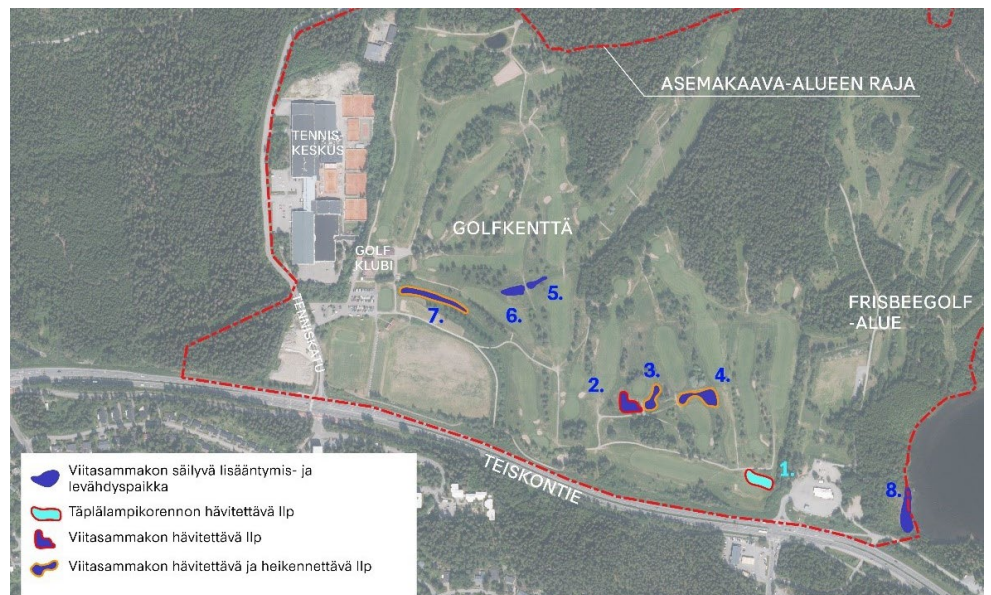 ASEMAKAAVA-ALUEEN RAJA
TENNIS-
KESKUS
GOLFKENTTÄ
GOLF
KLUBI
5.
6.
7.
TENNISKATU
FRISBEEGOLF
-ALUE
2.
3.
4.
TEISKONTIE
1.
8.
Viitasammakon säilyvä lisääntymis- ja
levähdyspaikka
Täplälampikorennon hävitettävä llp
Viitasammakon hävitettävä llp
Viitasammakon hävitettävä ja heikennettävä llp